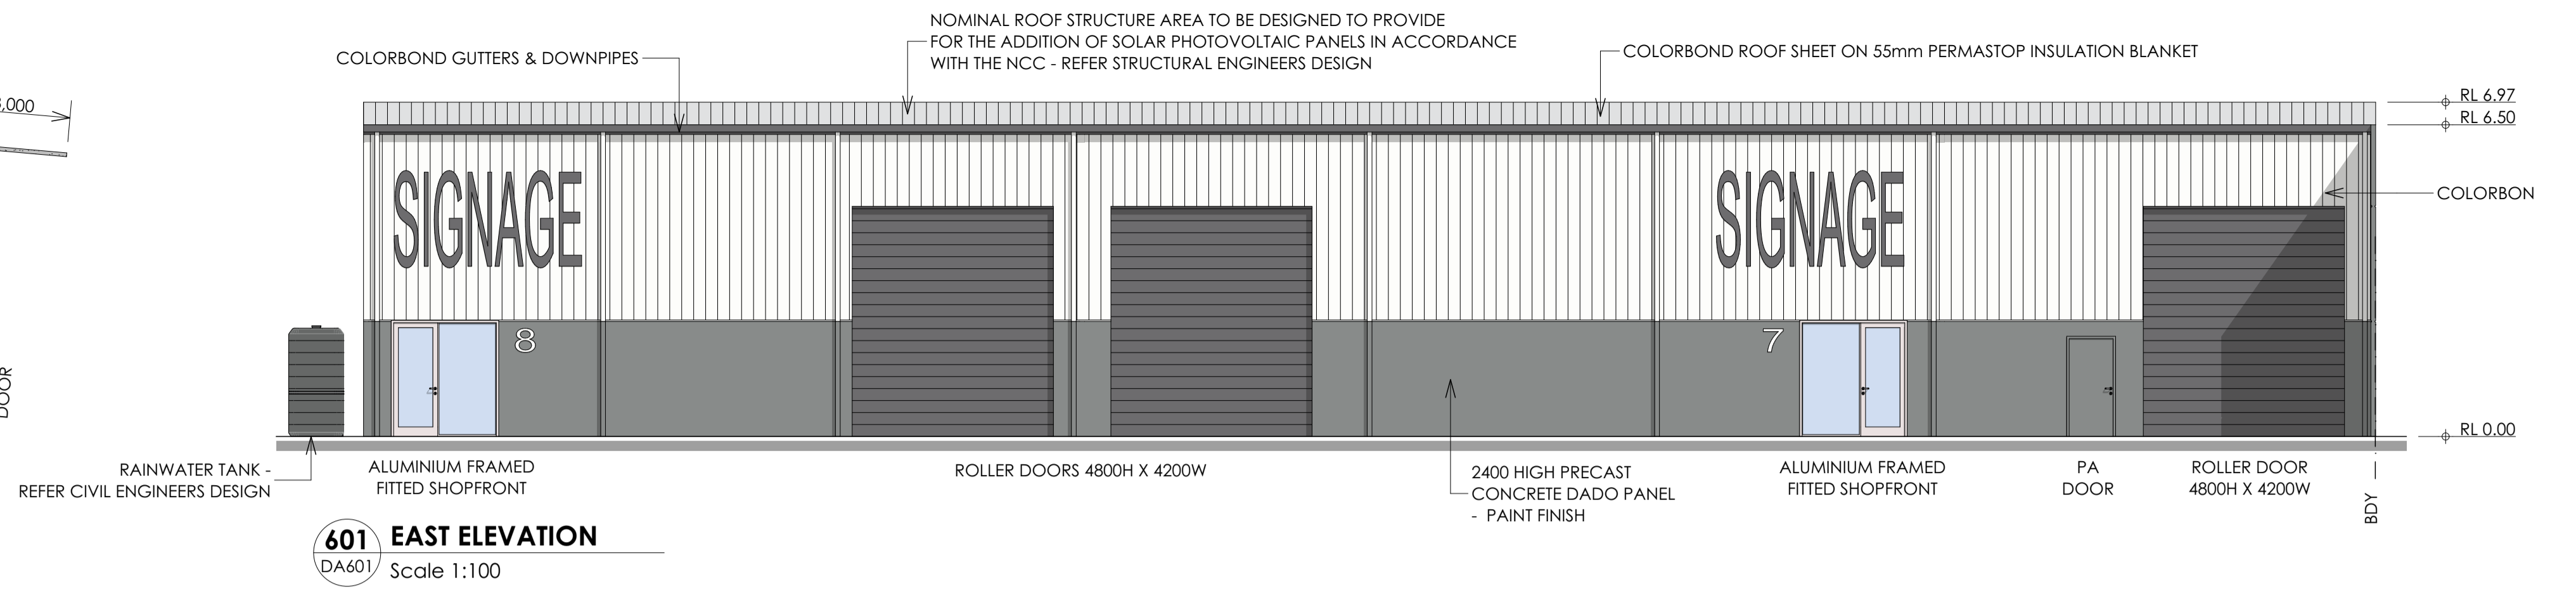 NOMINAL ROOF STRUCTURE AREA TO BE DESIGNED TO PROVIDE
FOR THE ADDITION OF SOLAR PHOTOVOLTAIC PANELS IN ACCORDANCE
WITH THE NCC - REFER STRUCTURAL ENGINEERS DESIGN
COLORBOND GUTTERS & DOWNPIPES
COLORBOND ROOF SHEET ON 55mm PERMASTOP INSULATION BLANKET
,000
RL 6.97
RL 6.50
SIGNAGE
SIGNAGE
COLORBON
8
7
DOOR
RL 0.00
RAINWATER TANK -
REFER CIVIL ENGINEERS DESIGN
ALUMINIUM FRAMED
FITTED SHOPFRONT
ROLLER DOORS 4800H X 4200W
2400 HIGH PRECAST
CONCRETE DADO PANEL
- PAINT FINISH
ALUMINIUM FRAMED
FITTED SHOPFRONT
PA
DOOR
ROLLER DOOR
4800H X 4200W
BDY
601
DA601
EAST ELEVATION
Scale 1:100